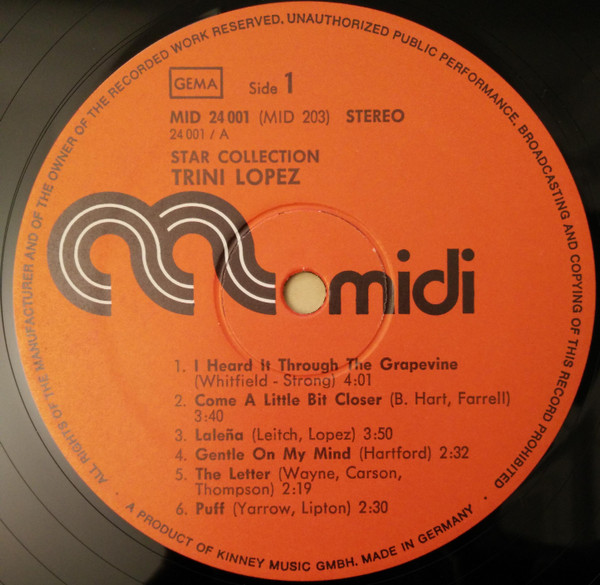 ALL RIGHTS OF THE MANUFACTURER AND OF THE OWNER OF THE RECORDED WORK RESERVED. UNAUTHORIZED PUBLIC PERFORMANCE. BROADCASTING AND COPYING OF THIS RECORD PROHIBITED
GEMA Side 1
MID 24 001 (MID 203) STEREO
24 001 / A
STAR COLLECTION
TRINI LOPEZ
midi
1. I Heard It Through The Grapevine
(Whitfield - Strong) 4:01
2. Come A Little Bit Closer (B. Hart, Farrell)
3:40
3. Laleña (Leitch, Lopez) 3:50
4. Gentle On My Mind (Hartford) 2:32
5. The Letter (Wayne, Carson,
Thompson) 2:19
6. Puff (Yarrow, Lipton) 2:30
· A PRODUCT OF KINNEY MUSIC GMBH. MADE IN GERMANY ·